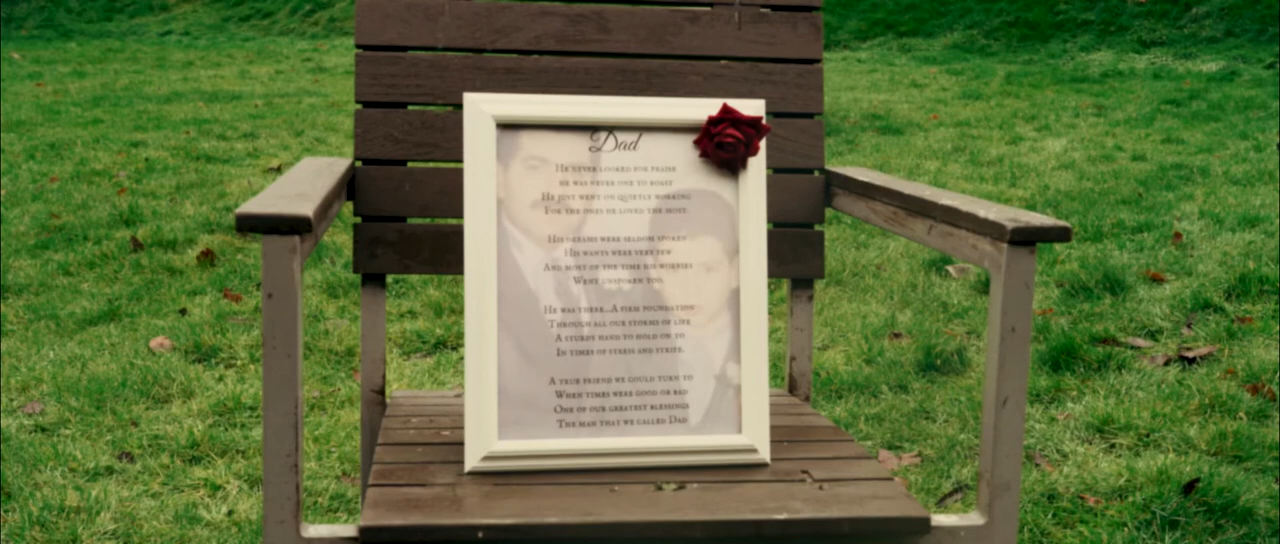 Dad
He never looked for praise
he was never one to boast
He just went on quietly working
For the ones he loved the most.
His dreams were seldom spoken...
His wants were very few
And most of the time his worries
Went unspoken too.
He was there...A firm foundation
Through all our storms of life
A sturdy hand to hold on to
In times of stress and strife.
A true friend we could turn to
When times were good or bad
One of our greatest blessings
The man that we called Dad